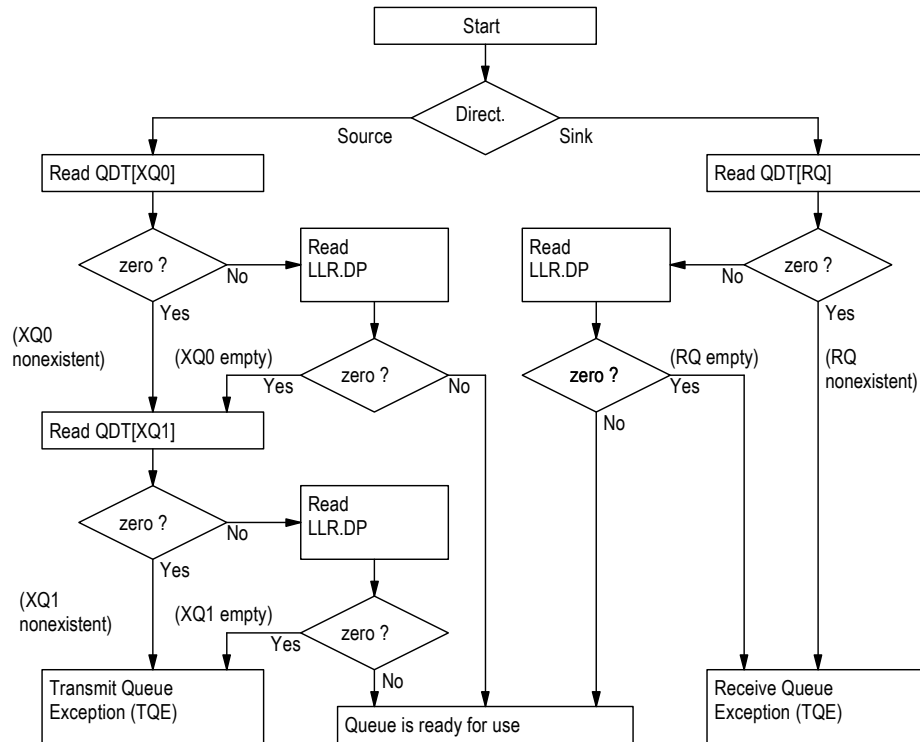 Start
Direct.
Source
Sink
Read QDT[XQ0]
Read QDT[RQ]
zero ?
No
Yes
Read
LLR.DP
Read
LLR.DP
zero ?
No
Yes
(XQ0
nonexistent)
(XQ0 empty)
Yes
zero ?
No
zero ?
(RQ empty)
Yes
No
(RQ
nonexistent)
Read QDT[XQ1]
zero ?
No
Yes
Read
LLR.DP
(XQ1
nonexistent)
(XQ1 empty)
Yes
zero ?
No
Transmit Queue
Exception (TQE)
Queue is ready for use
Receive Queue
Exception (TQE)